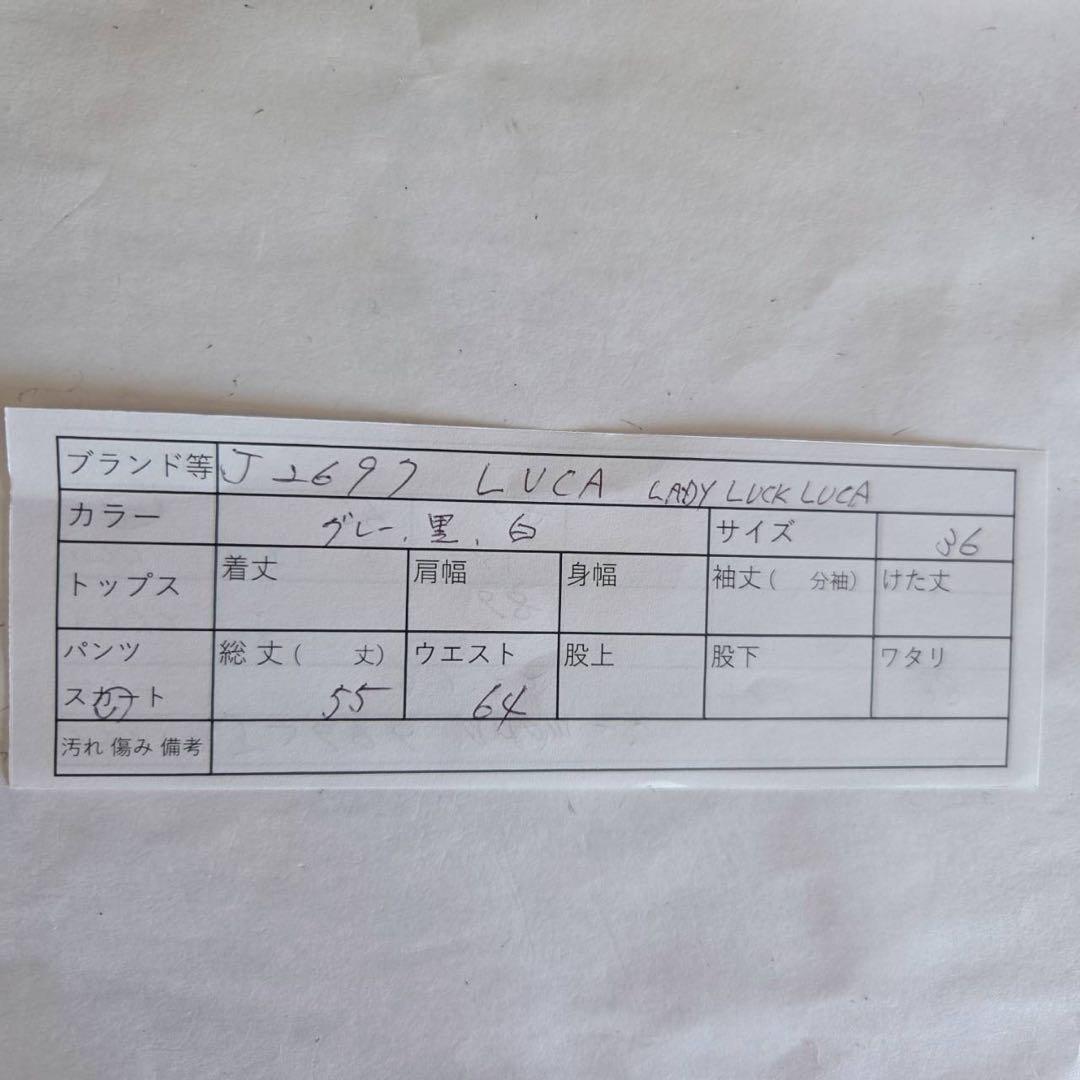 ブランド等 J2697 LUCA LADY LUCK LUCA
カラー グレー、黒、白 サイズ 36
トップス 着丈 肩幅 身幅 袖丈( 分袖) けた丈
パンツ 総丈( 丈) ウエスト 股上 股下 ワタリ
スカート 55 64
汚れ 傷み 備考